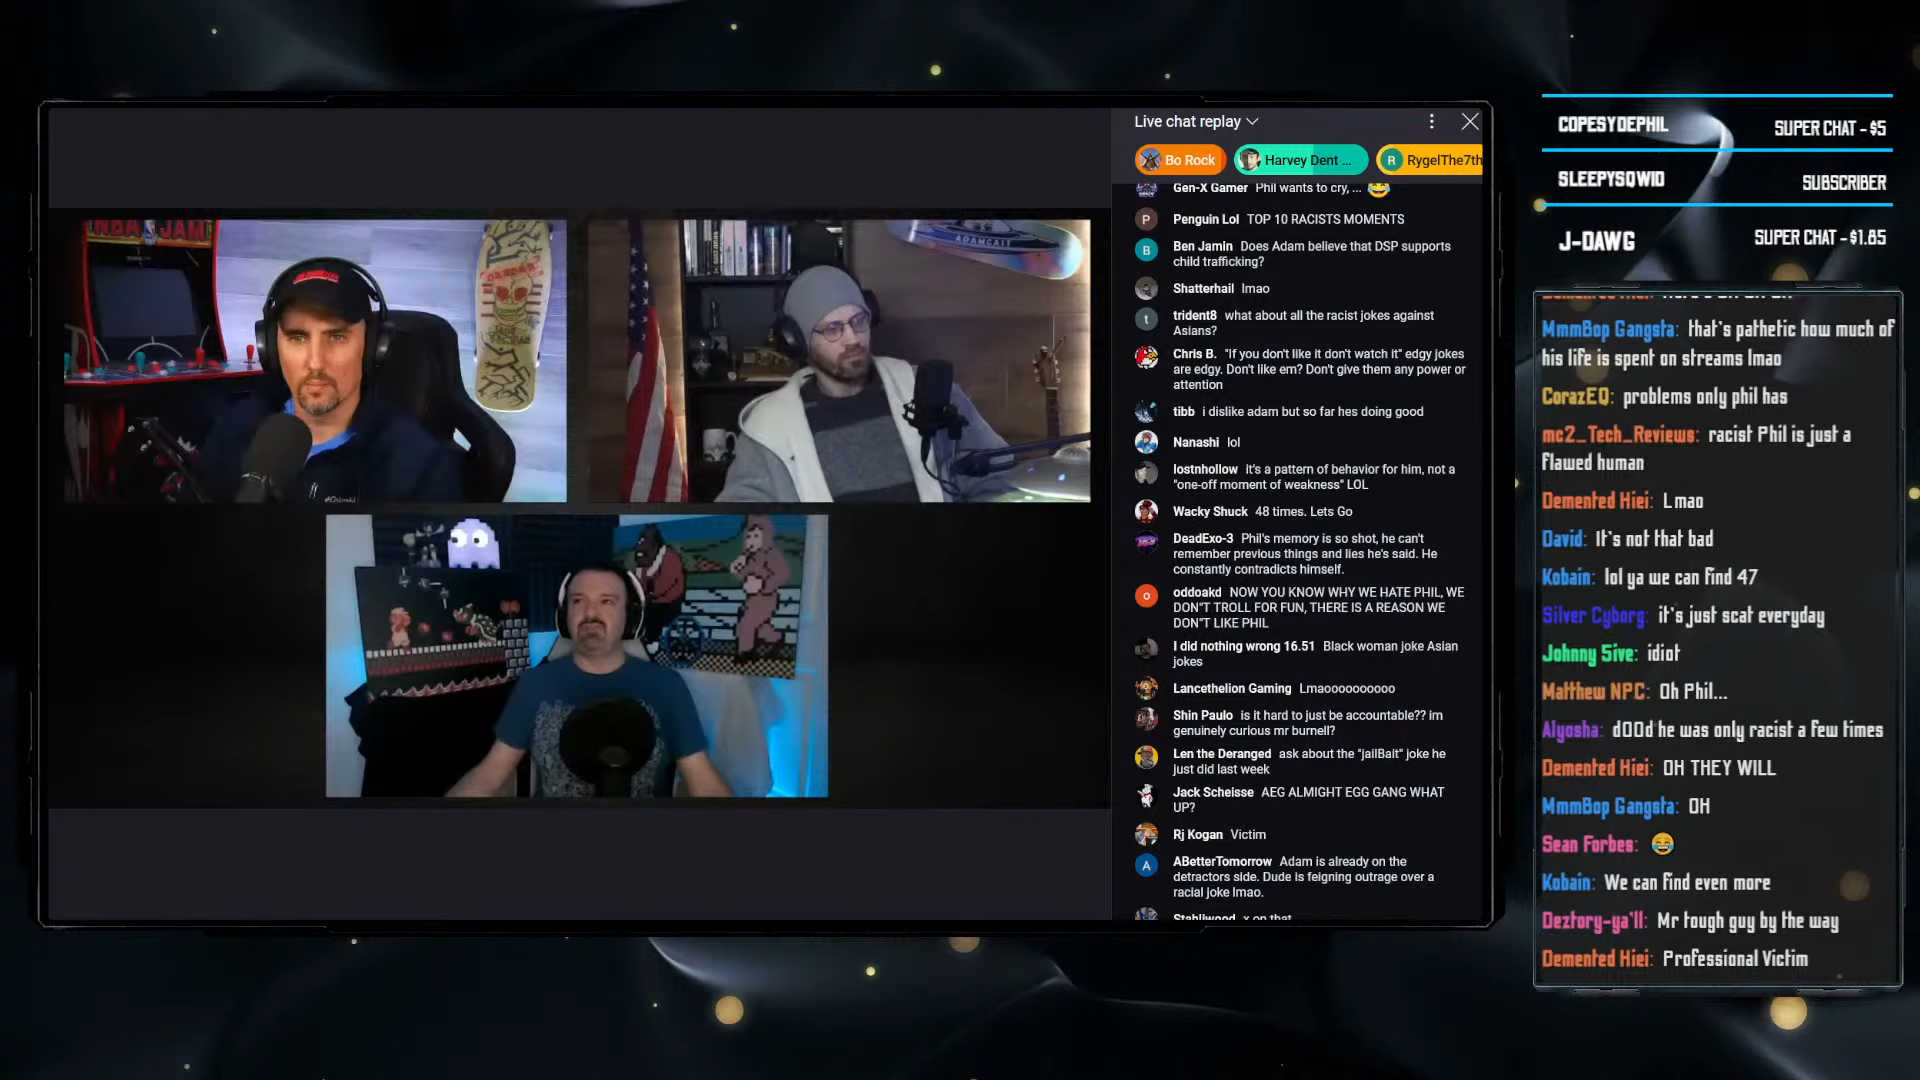 NBA JAM
ADAMCAST
Live chat replay
Bo Rock
Harvey Dent ...
RygelThe7th
Gen-X Gamer Phil wants to cry, ... 😂
P Penguin Lol TOP 10 RACISTS MOMENTS
B Ben Jamin Does Adam believe that DSP supports
child trafficking?
Shatterhail lmao
t trident8 what about all the racist jokes against
Asians?
Chris B. "If you don't like it don't watch it" edgy jokes
are edgy. Don't like em? Don't give them any power or
attention
tibb i dislike adam but so far hes doing good
Nanashi lol
lostnhollow it's a pattern of behavior for him, not a
"one-off moment of weakness" LOL
Wacky Shuck 48 times. Lets Go
DeadExo-3 Phil's memory is so shot, he can't
remember previous things and lies he's said. He
constantly contradicts himself.
o oddoakd NOW YOU KNOW WHY WE HATE PHIL, WE
DON"T TROLL FOR FUN, THERE IS A REASON WE
DON"T LIKE PHIL
I did nothing wrong 16.51 Black woman joke Asian
jokes
Lancethelion Gaming Lmaoooooooooo
Shin Paulo is it hard to just be accountable?? im
genuinely curious mr burnell?
Len the Deranged ask about the "jailBait" joke he
just did last week
Jack Scheisse AEG ALMIGHT EGG GANG WHAT
UP?
Rj Kogan Victim
A ABetterTomorrow Adam is already on the
detractors side. Dude is feigning outrage over a
racial joke lmao.
Stahliwood x on that
COPESYDEPHIL SUPER CHAT - $5
SLEEPYSQWID SUBSCRIBER
J-DAWG SUPER CHAT - $1.85
MmmBop Gangsta: that's pathetic how much of
his life is spent on streams lmao
CorazEQ: problems only phil has
mc2_Tech_Reviews: racist Phil is just a
flawed human
Demented Hiei: Lmao
David: It's not that bad
Kobain: lol ya we can find 47
Silver Cyborg: it's just scat everyday
Johnny 5ive: idiot
Matthew NPC: Oh Phil...
Alyosha: d00d he was only racist a few times
Demented Hiei: OH THEY WILL
MmmBop Gangsta: OH
Sean Forbes: 😂
Kobain: We can find even more
Deztory-ya'll: Mr tough guy by the way
Demented Hiei: Professional Victim